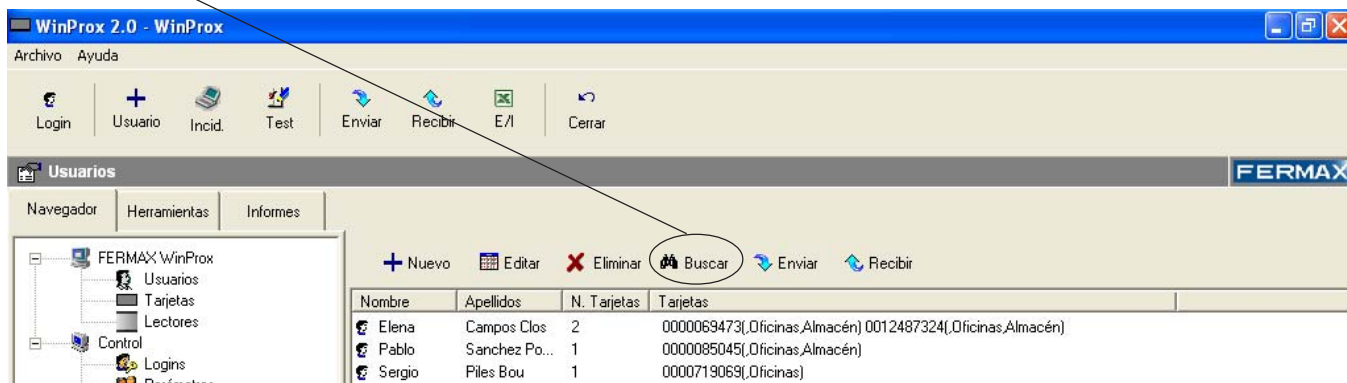 WinProx 2.0 - WinProx
Archivo Ayuda
Login Usuario Incid. Test Enviar Recibir E/I Cerrar
Usuarios FERMAX
Navegador Herramientas Informes
FERMAX WinProx
Usuarios
Tarjetas
Lectores
Control
Logins
Nuevo Editar Eliminar Buscar Enviar Recibir
Nombre Apellidos N. Tarjetas Tarjetas
Elena Campos Clos 2 0000069473(,Oficinas,Almacén) 0012487324(,Oficinas,Almacén)
Pablo Sanchez Po... 1 0000085045(,Oficinas,Almacén)
Sergio Piles Bou 1 0000719069(,Oficinas)